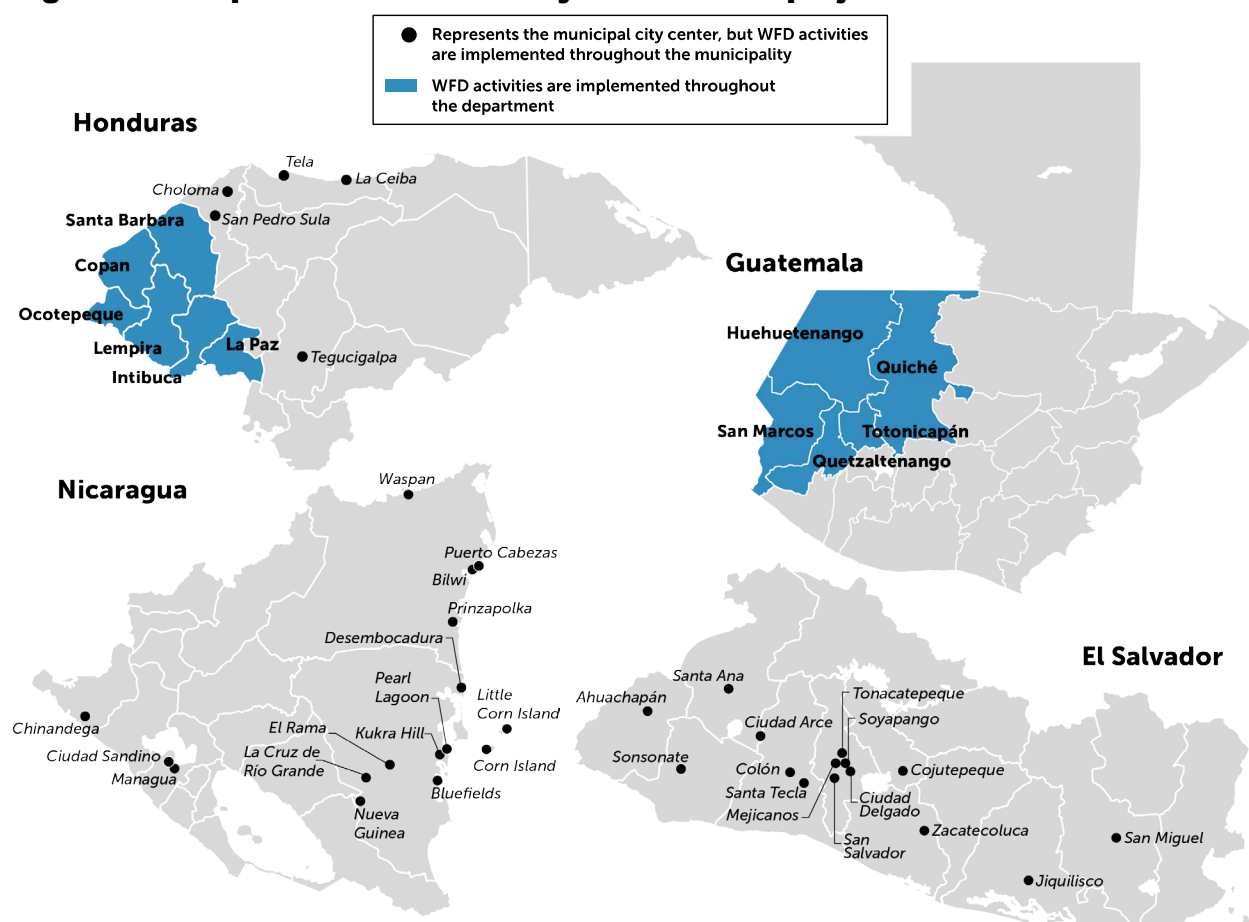 Represents the municipal city center, but WFD activities
are implemented throughout the municipality
WFD activities are implemented throughout
the department
Honduras
Tela
La Ceiba
Choloma
San Pedro Sula
Santa Barbara
Copan
Ocotepeque
Lempira
La Paz
Intibuca
Tegucigalpa
Guatemala
Huehuetenango
Quiché
San Marcos
Totonicapán
Quetzaltenango
Nicaragua
Waspan
Puerto Cabezas
Bilwi
Prinzapolka
Desembocadura
Pearl
Lagoon
Little
Corn Island
El Rama
Kukra Hill
Chinandega
Ciudad Sandino
La Cruz de
Río Grande
Managua
Corn Island
Bluefields
Nueva
Guinea
El Salvador
Santa Ana
Tonacatepeque
Ahuachapán
Ciudad Arce
Soyapango
Sonsonate
Colón
Cojutepeque
Santa Tecla
Mejicanos
Ciudad
Delgado
San
Salvador
Zacatecoluca
San Miguel
Jiquilisco